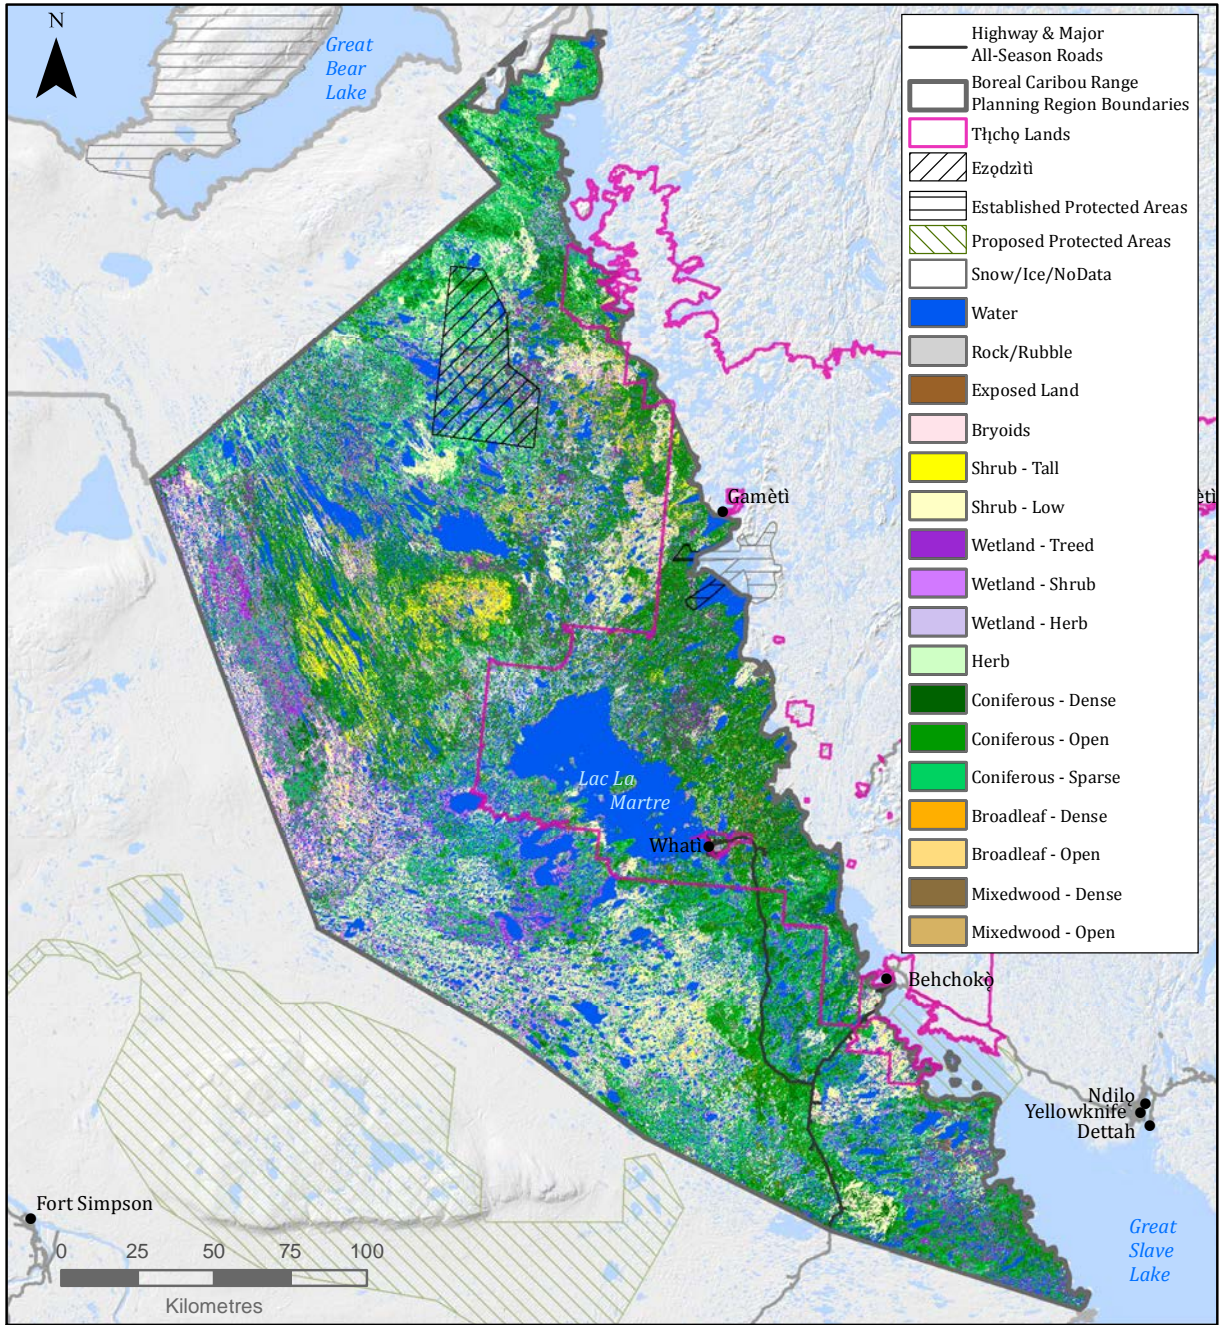 N
Great
Bear
Lake
Highway & Major
All-Season Roads
Boreal Caribou Range
Planning Region Boundaries
Tłı̨chǫ Lands
Ezǫdzìtì
Established Protected Areas
Proposed Protected Areas
Snow/Ice/NoData
Water
Rock/Rubble
Exposed Land
Bryoids
Shrub - Tall
Shrub - Low
Wetland - Treed
Wetland - Shrub
Wetland - Herb
Herb
Coniferous - Dense
Coniferous - Open
Coniferous - Sparse
Broadleaf - Dense
Broadleaf - Open
Mixedwood - Dense
Mixedwood - Open
Gamètì
ètì
Lac La
Martre
Whatì
Behchokǫ̀
Ndilǫ
Yellowknife
Dettah
Fort Simpson
Great
Slave
Lake
0 25 50 75 100
Kilometres